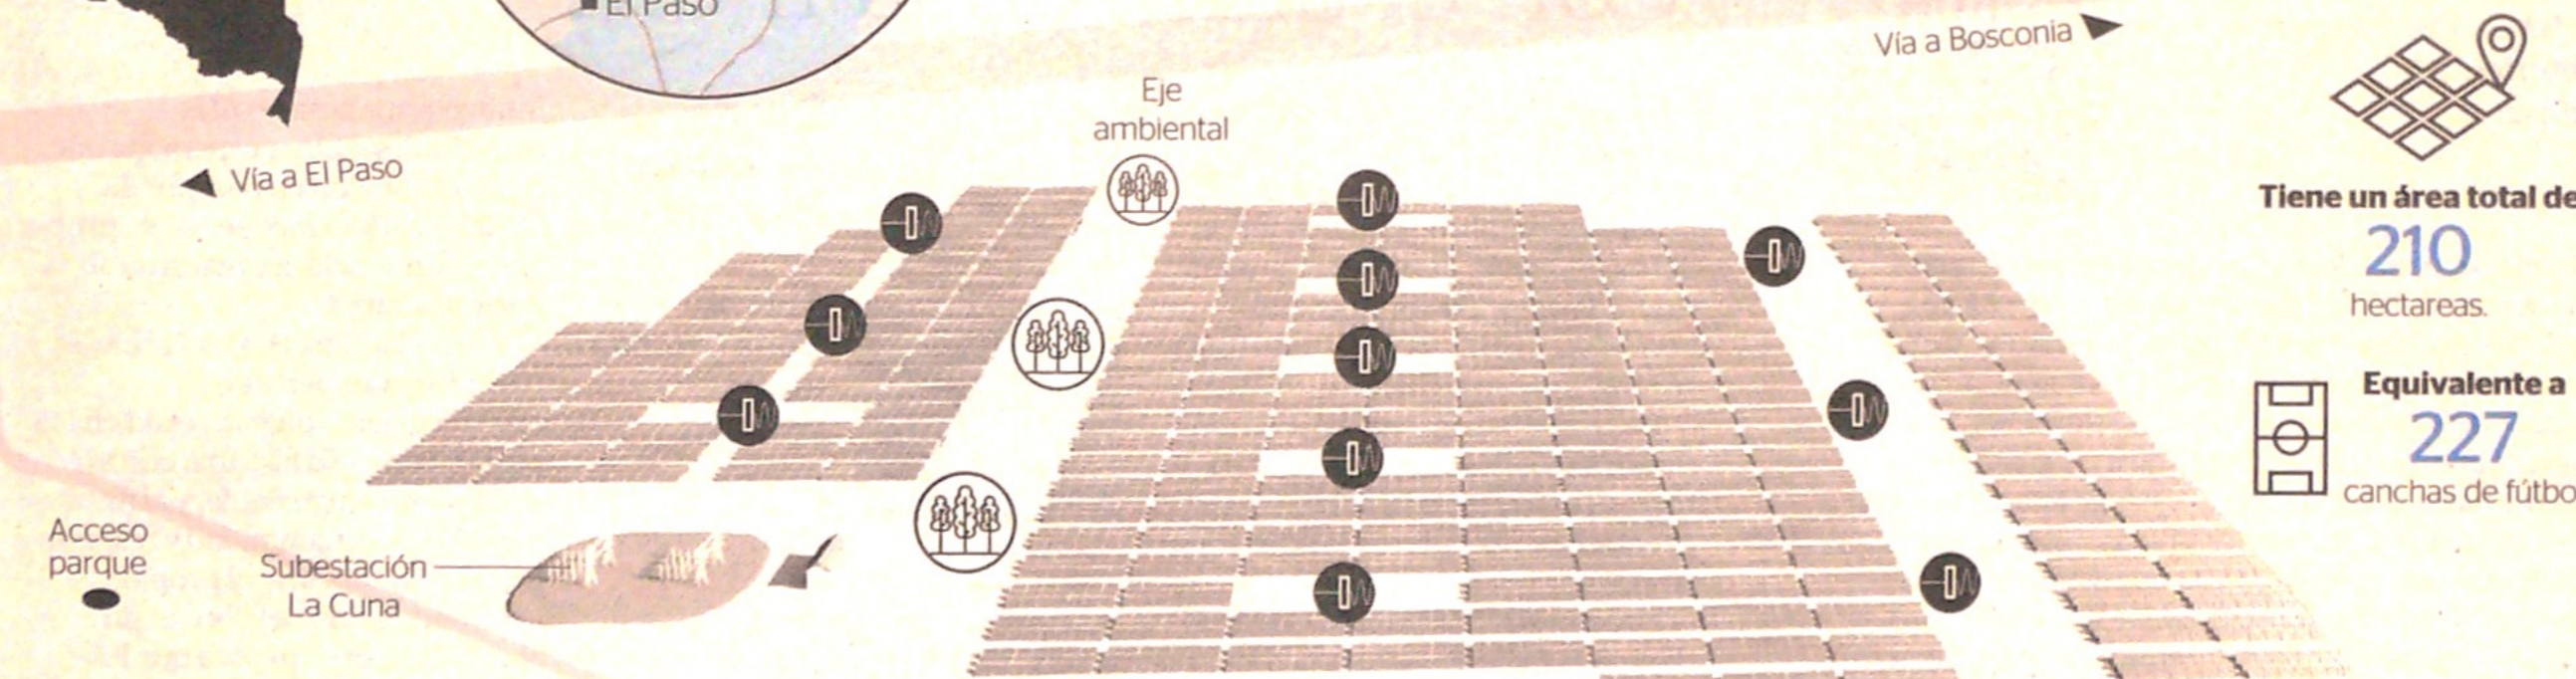 El Paso
Vía a Bosconia
Eje
ambiental
Vía a El Paso
Tiene un área total de
210
hectareas.
Equivalente a
227
canchas de fútbo
Acceso
parque
Subestación
La Cuna